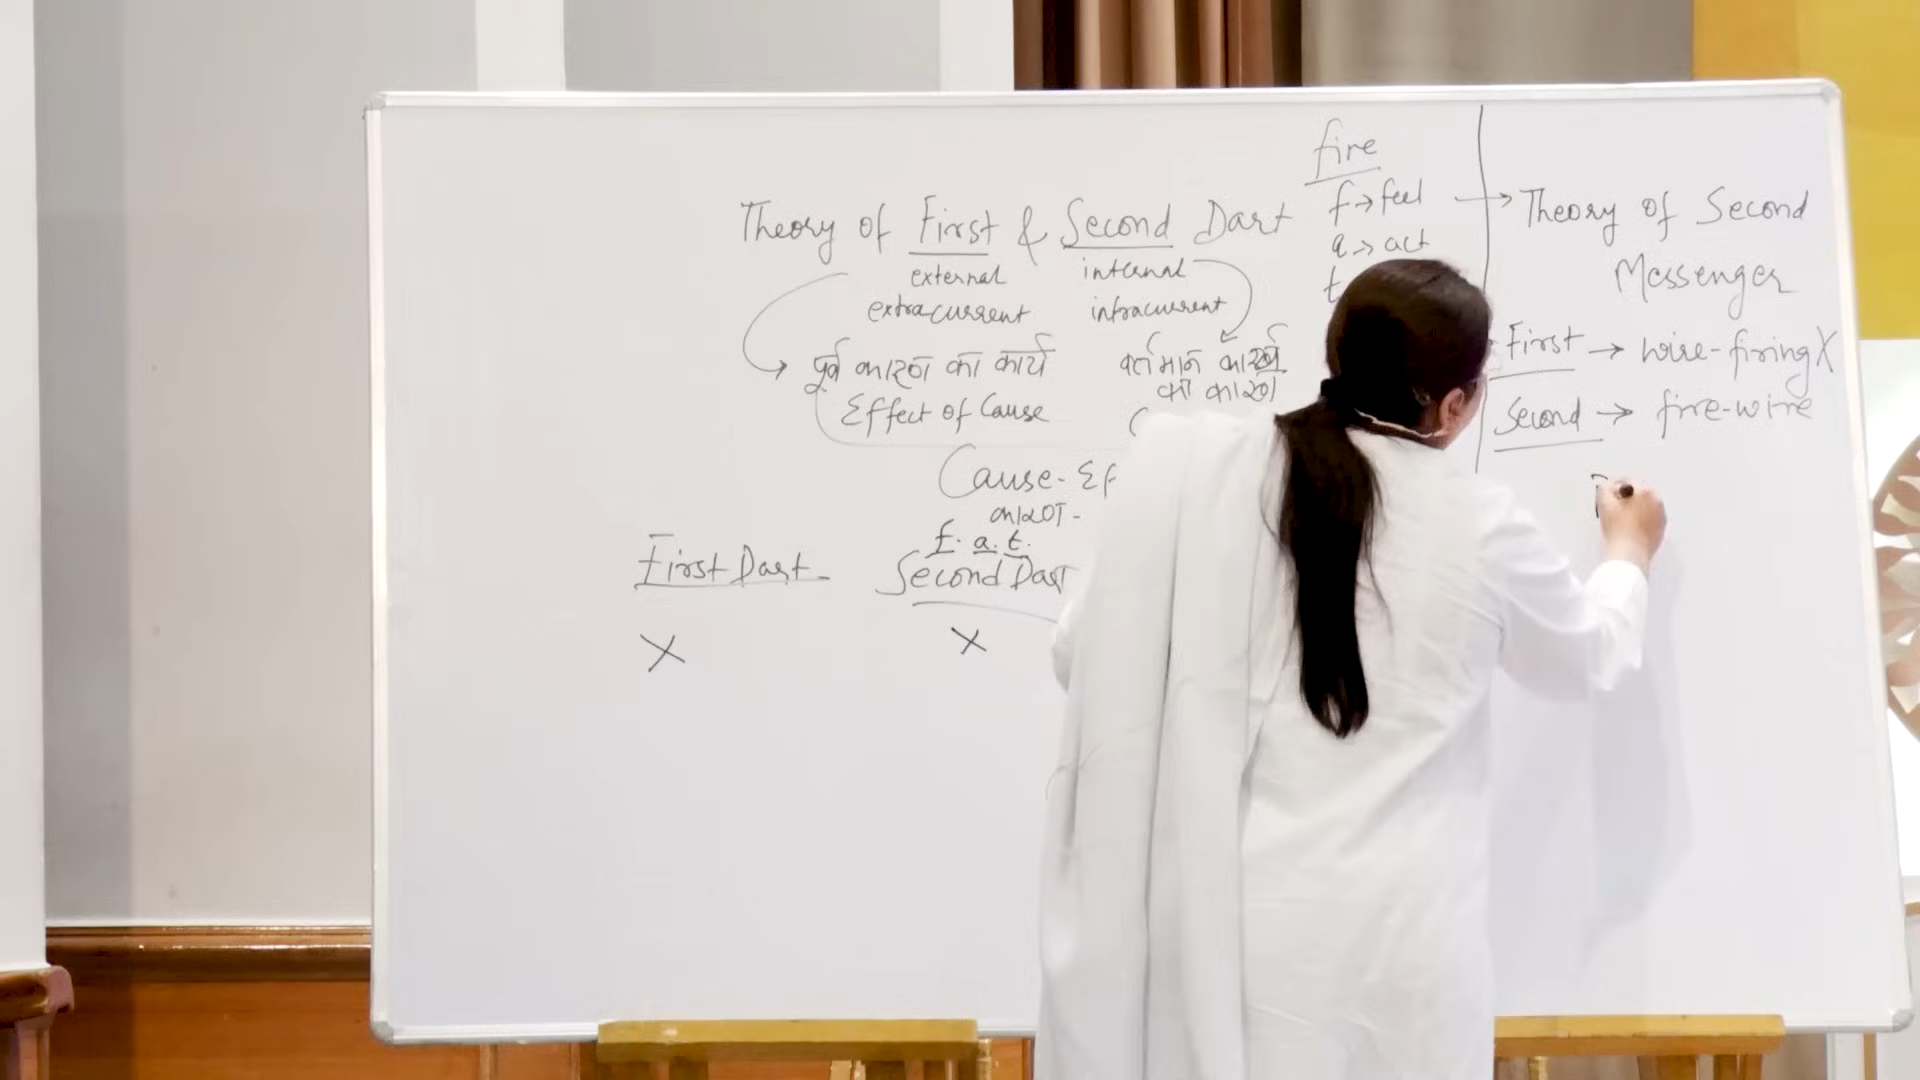 Theory of First & Second Dart
external
extracurrent
internal
intracurrent
पूर्व कारण का कार्य
Effect of Cause
वर्तमान कार्य
का कारण
Cause-Ef
कारण-
f. a. t.
First Dart
Second Dart
X
X
fire
f→feel
a→act
t
→ Theory of Second
Messenger
First → wire-firing X
Second → fire-wire